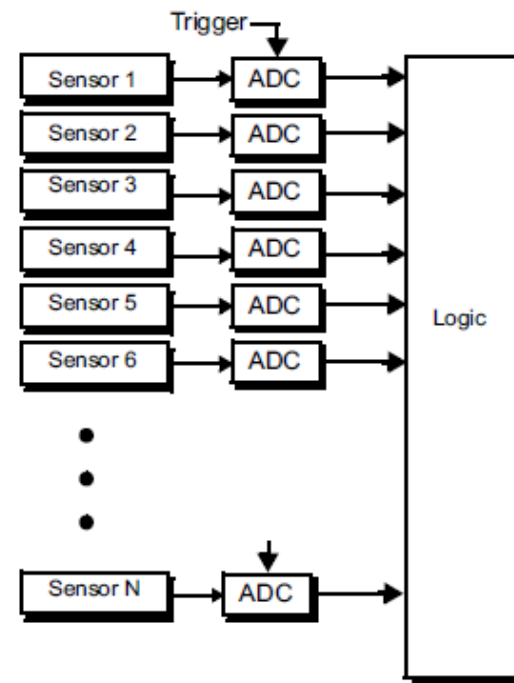 Trigger
Sensor 1 ADC
Sensor 2 ADC
Sensor 3 ADC
Sensor 4 ADC
Sensor 5 ADC
Logic
Sensor 6 ADC
Sensor N ADC